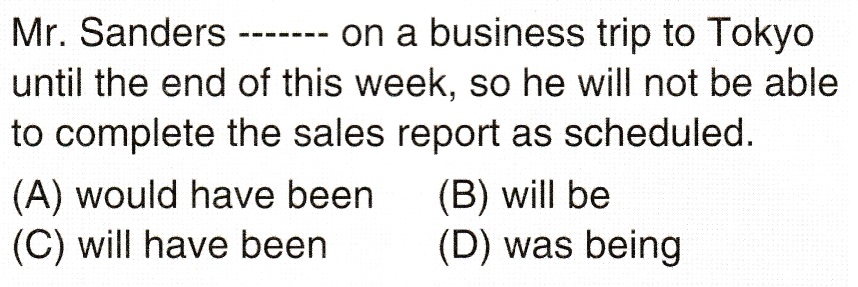 Mr. Sanders ------- on a business trip to Tokyo
until the end of this week, so he will not be able
to complete the sales report as scheduled.
(A) would have been (B) will be
(C) will have been (D) was being